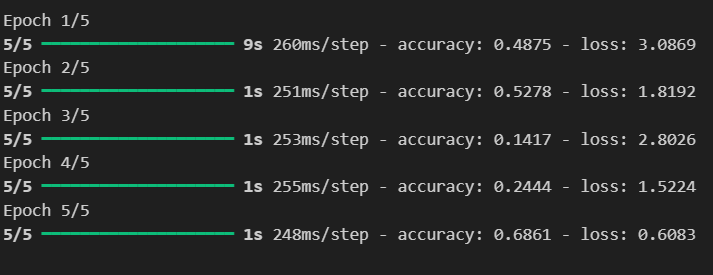 Epoch 1/5
5/5 ━━━━━━━━━━━━━━━━━━━━ 9s 260ms/step - accuracy: 0.4875 - loss: 3.0869
Epoch 2/5
5/5 ━━━━━━━━━━━━━━━━━━━━ 1s 251ms/step - accuracy: 0.5278 - loss: 1.8192
Epoch 3/5
5/5 ━━━━━━━━━━━━━━━━━━━━ 1s 253ms/step - accuracy: 0.1417 - loss: 2.8026
Epoch 4/5
5/5 ━━━━━━━━━━━━━━━━━━━━ 1s 255ms/step - accuracy: 0.2444 - loss: 1.5224
Epoch 5/5
5/5 ━━━━━━━━━━━━━━━━━━━━ 1s 248ms/step - accuracy: 0.6861 - loss: 0.6083